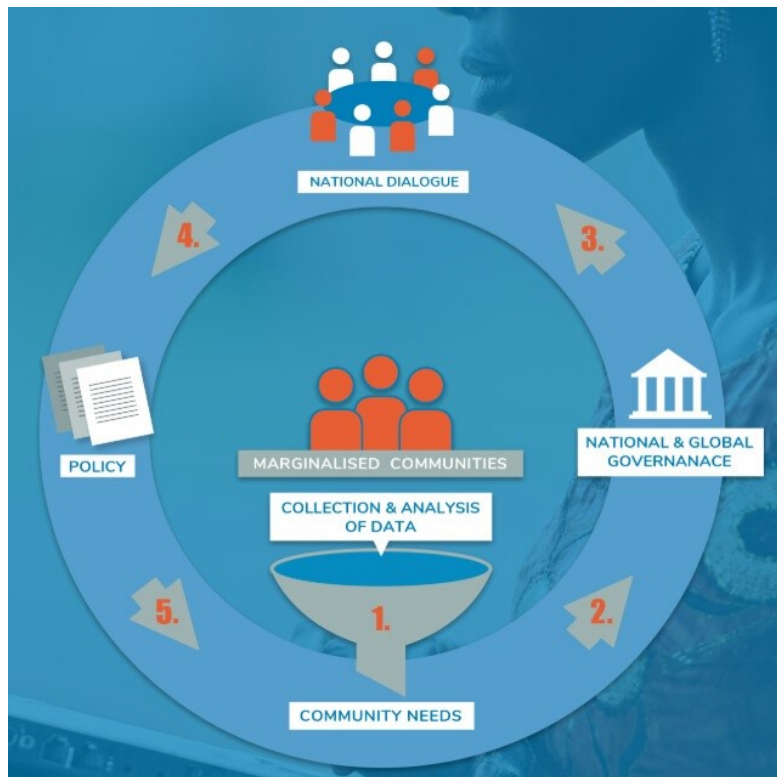 NATIONAL DIALOGUE
4.
3.
NATIONAL & GLOBAL
GOVERNANACE
POLICY
MARGINALISED COMMUNITIES
COLLECTION & ANALYSIS
OF DATA
5.
1.
2.
COMMUNITY NEEDS